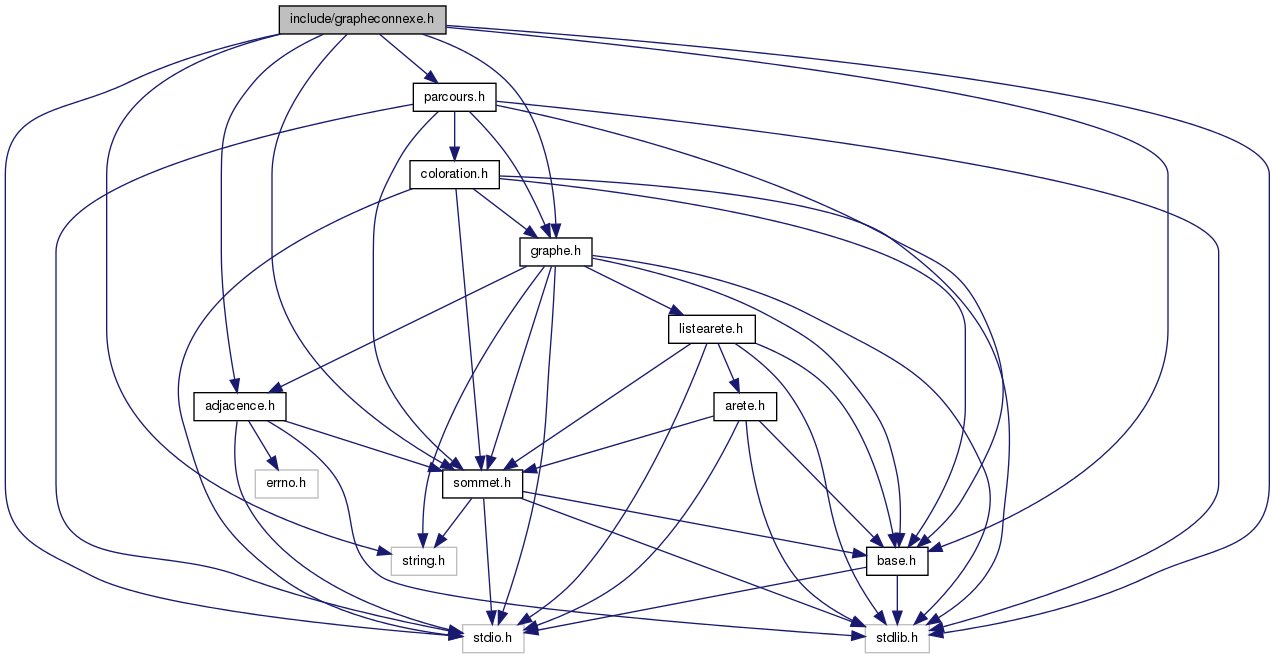 include/grapheconnexe.h
parcours.h
coloration.h
graphe.h
listearete.h
adjacence.h
arete.h
errno.h
sommet.h
string.h
base.h
stdio.h
stdlib.h